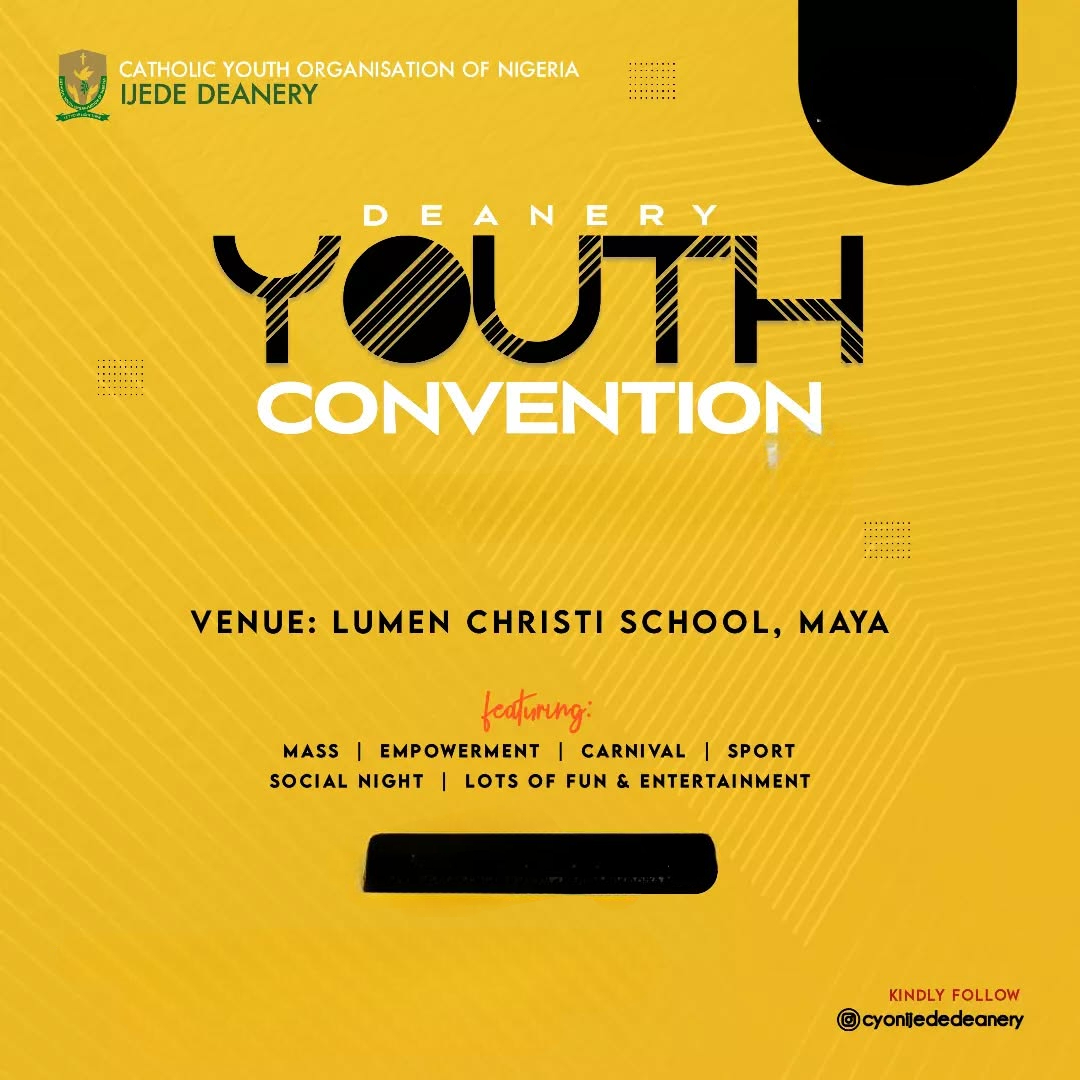 CATHOLIC YOUTH ORGANISATION OF NIGERIA
IJEDE DEANERY
DEANERY
YOUTH
CONVENTION
VENUE: LUMEN CHRISTI SCHOOL, MAYA
featuring:
MASS | EMPOWERMENT | CARNIVAL | SPORT
SOCIAL NIGHT | LOTS OF FUN & ENTERTAINMENT
KINDLY FOLLOW
cyonijededeanery